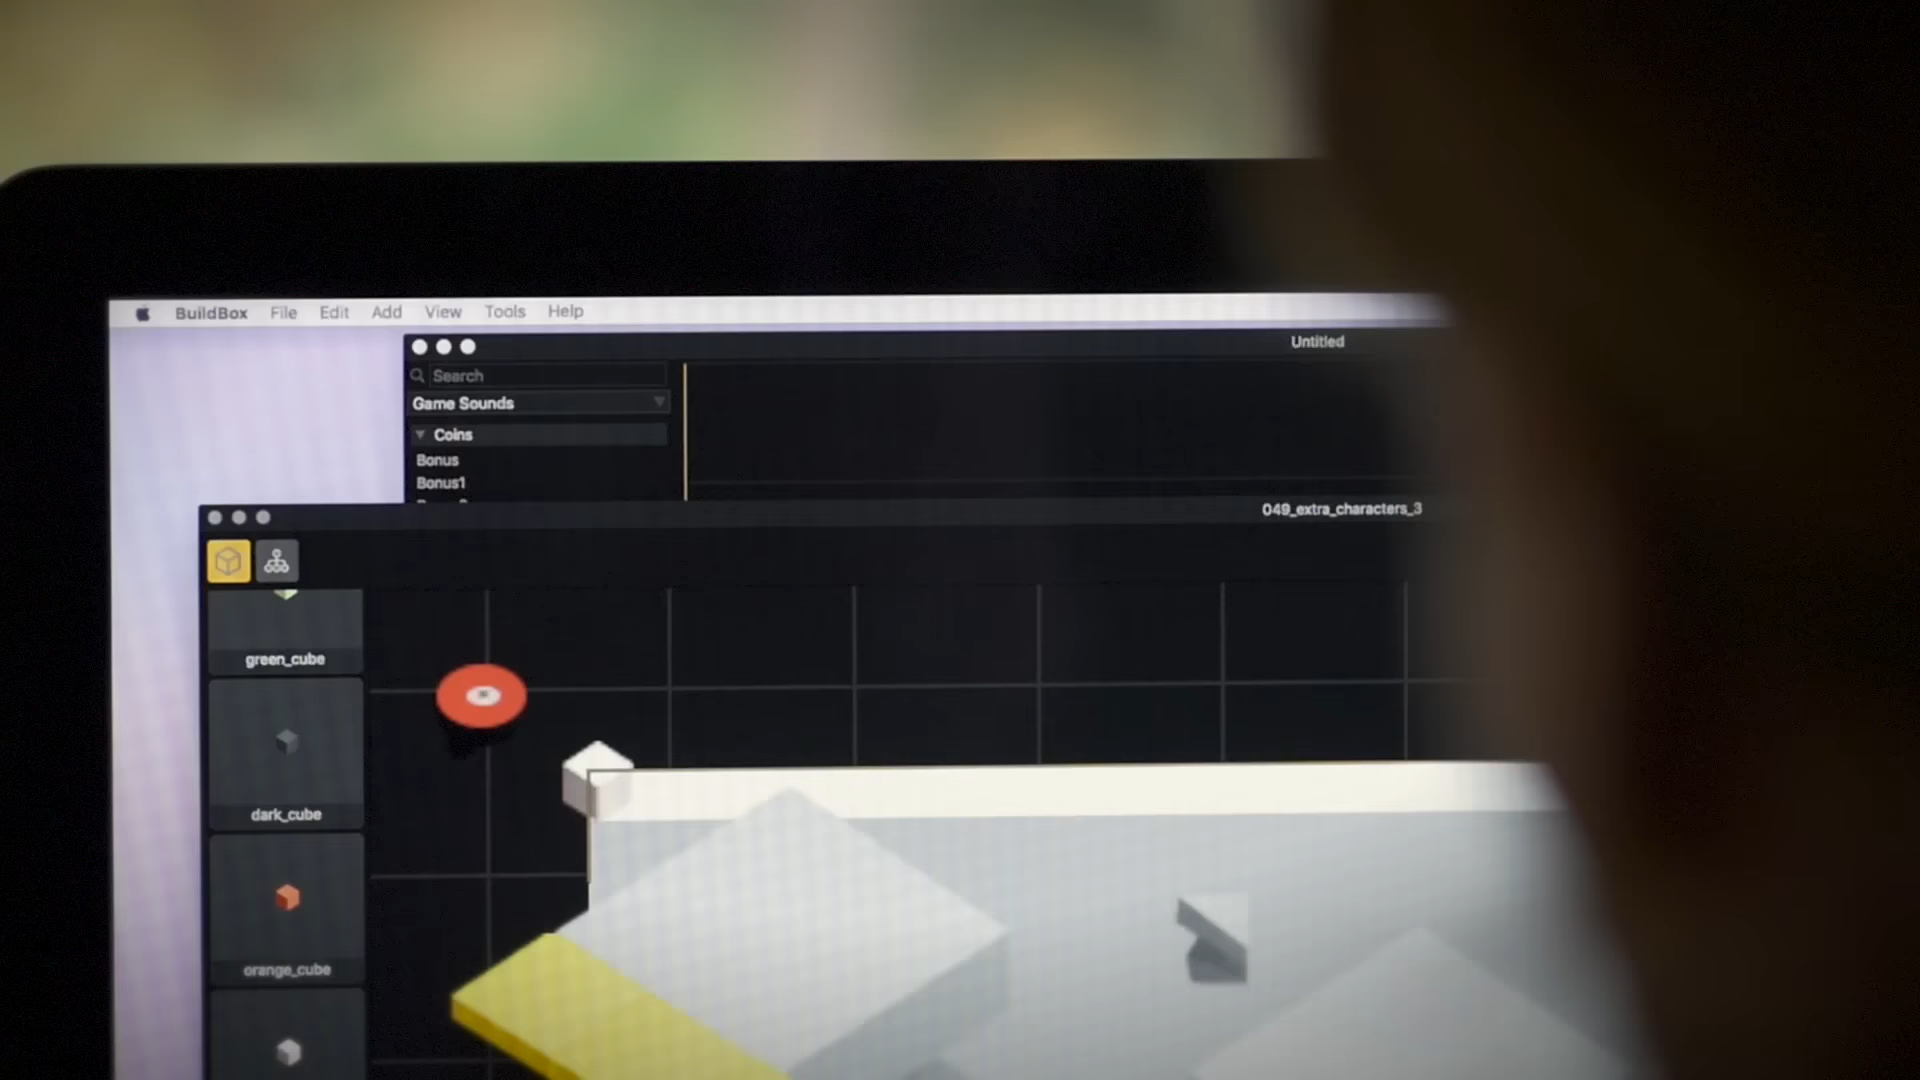 BuildBox File Edit Add View Tools Help
Untitled
Search
Game Sounds
Coins
Bonus
Bonus1
049_extra_characters_3
green_cube
dark_cube
orange_cube